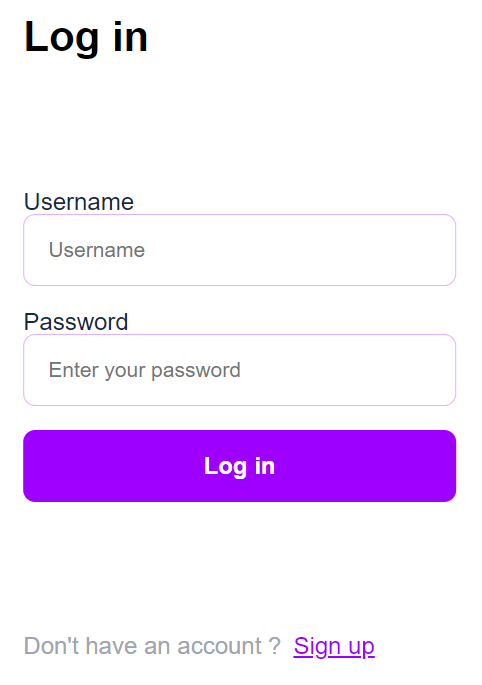 Log in
Username
Username
Password
Enter your password
Log in
Don't have an account ? Sign up